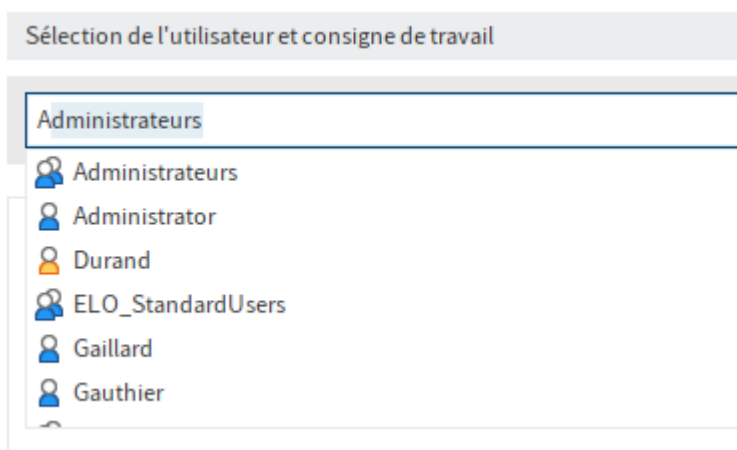 Sélection de l'utilisateur et consigne de travail
Administrateurs
Administrateurs
Administrator
Durand
ELO_StandardUsers
Gaillard
Gauthier